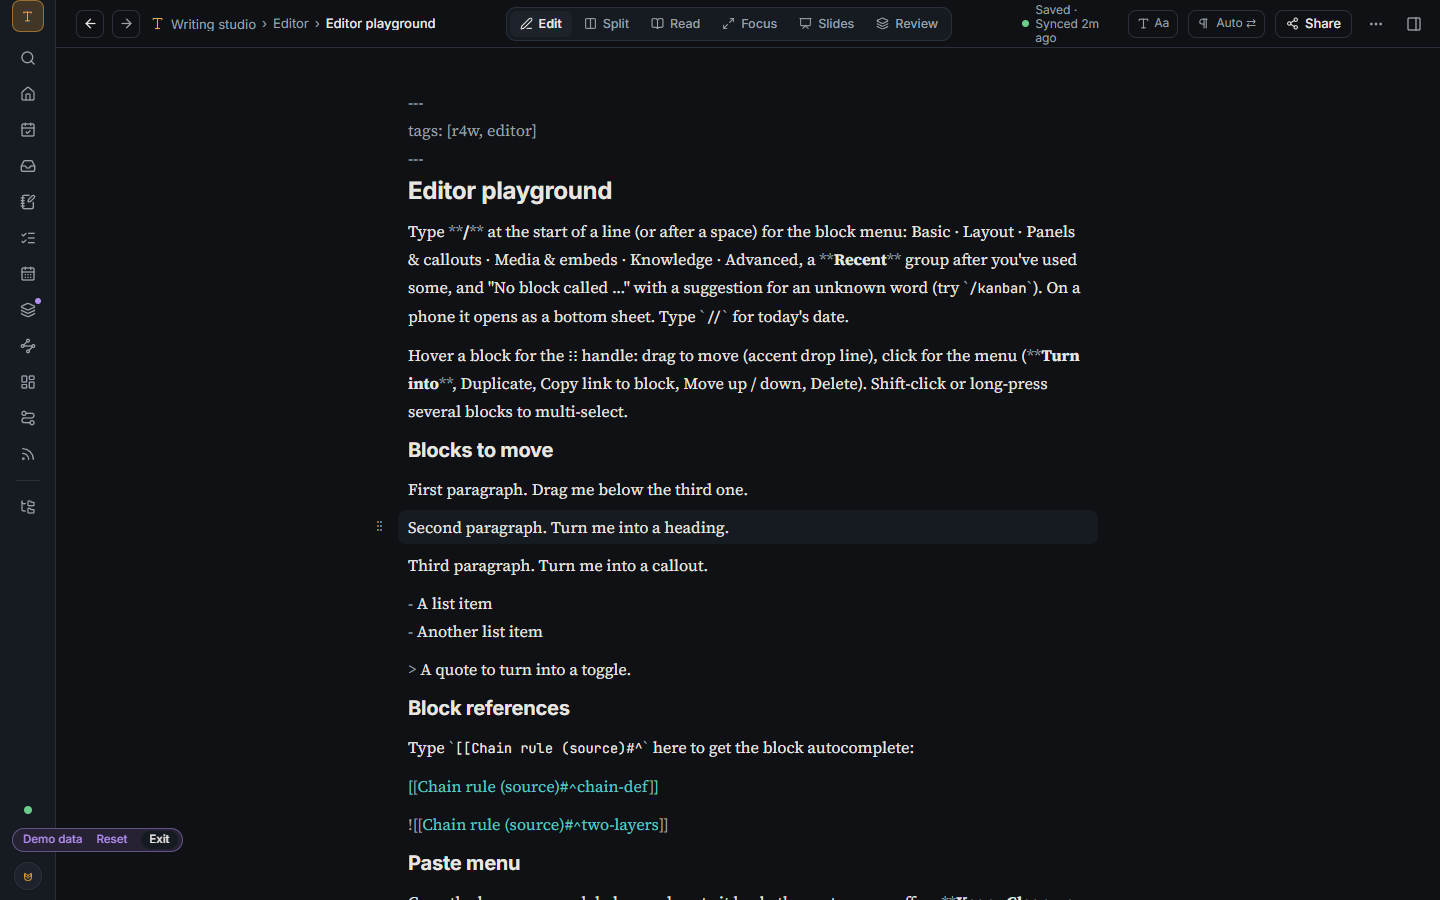 T
Writing studio › Editor › Editor playground
Edit Split Read Focus Slides Review
Saved ·
Synced 2m
ago
Aa
Auto
Share
---
tags: [r4w, editor]
---
Editor playground
Type **/** at the start of a line (or after a space) for the block menu: Basic · Layout · Panels
& callouts · Media & embeds · Knowledge · Advanced, a **Recent** group after you've used
some, and "No block called …" with a suggestion for an unknown word (try `/kanban`). On a
phone it opens as a bottom sheet. Type `//` for today's date.
Hover a block for the ⠿ handle: drag to move (accent drop line), click for the menu (**Turn
into**, Duplicate, Copy link to block, Move up / down, Delete). Shift-click or long-press
several blocks to multi-select.
Blocks to move
First paragraph. Drag me below the third one.
Second paragraph. Turn me into a heading.
Third paragraph. Turn me into a callout.
- A list item
- Another list item
> A quote to turn into a toggle.
Block references
Type `[[Chain rule (source)#^` here to get the block autocomplete:
[[Chain rule (source)#^chain-def]]
![[Chain rule (source)#^two-layers]]
Demo data Reset Exit
Paste menu